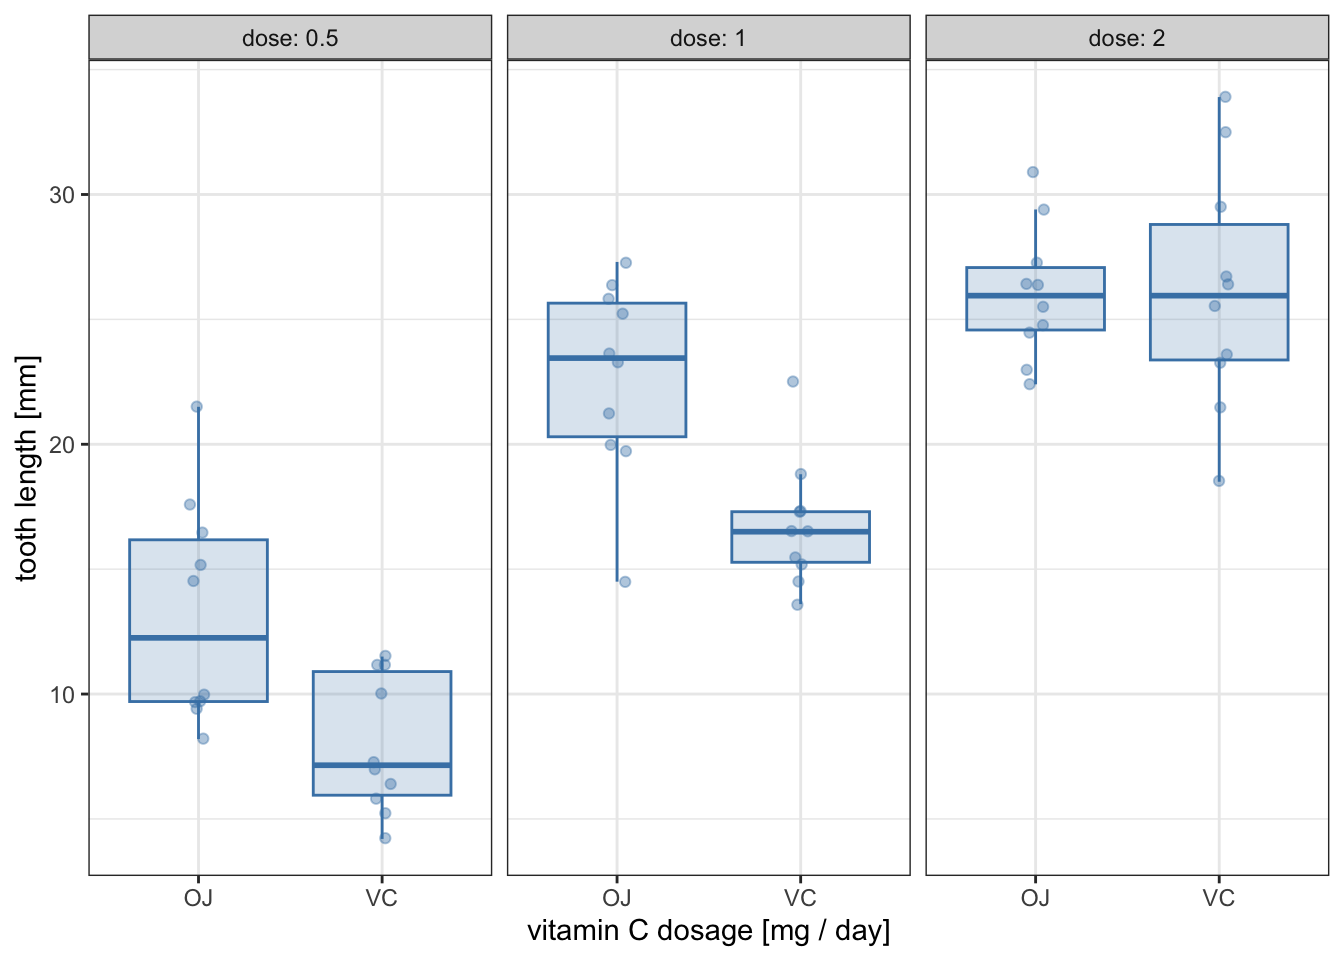 dose: 0.5
dose: 1
dose: 2
tooth length [mm]
30
20
10
OJ
VC
OJ
VC
OJ
VC
vitamin C dosage [mg / day]